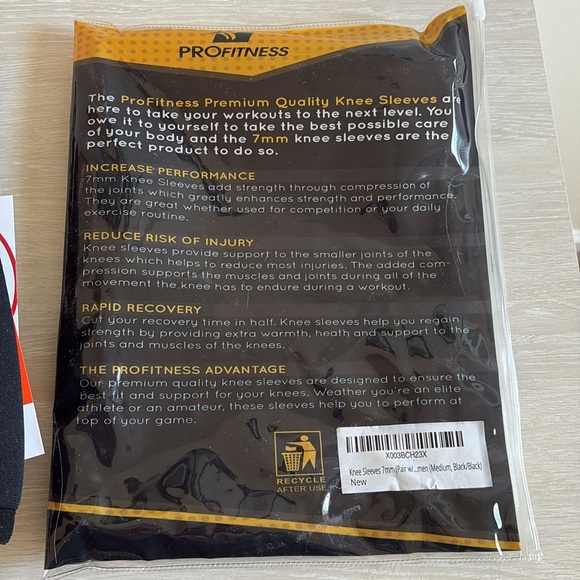 PROFITNESS
The ProFitness Premium Quality Knee Sleeves are
here to take your workouts to the next level. You
owe it to yourself to take the best possible care
of your body and the 7mm knee sleeves are the
perfect product to do so.
INCREASE PERFORMANCE
7mm Knee Sleeves add strength through compression of
the joints which greatly enhances strength and performance.
They are great whether used for competition or your daily
exercise routine.
REDUCE RISK OF INJURY
Knee sleeves provide support to the smaller joints of the
knees which helps to reduce most injuries. The added com-
pression supports the muscles and joints during all of the
movement the knee has to endure during a workout.
RAPID RECOVERY
Cut your recovery time in half. Knee sleeves help you regain
strength by providing extra warmth, heath and support to the
joints and muscles of the knees.
THE PROFITNESS ADVANTAGE
Our premium quality knee sleeves are designed to ensure the
best fit and support for your knees. Weather you're an elite
athlete or an amateur, these sleeves help you to perform at
top of your game.
RECYCLE
AFTER USE
X003BCH23X
Knee Sleeves 7mm(Pair w/...men (Medium, Black/Black)
New